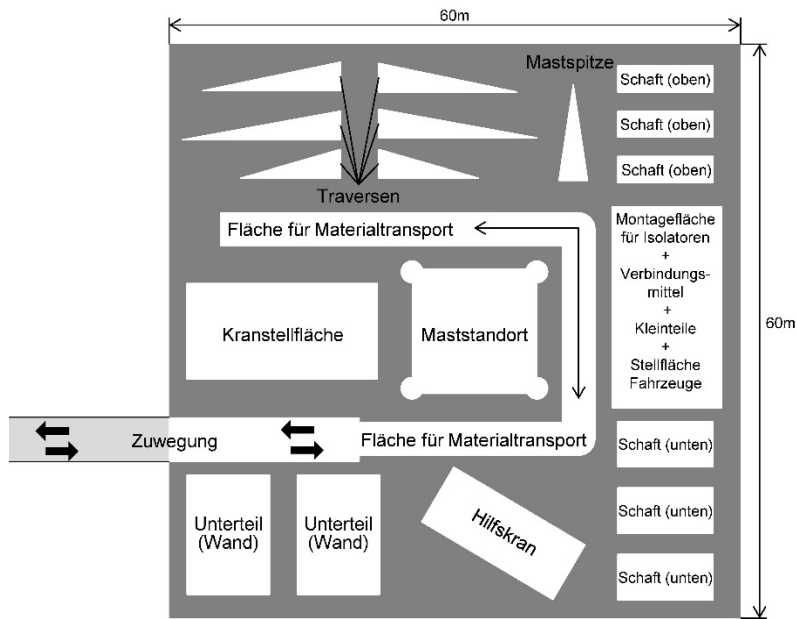 60m
Mastspitze
Schaft (oben)
Schaft (oben)
Schaft (oben)
Traversen
Fläche für Materialtransport
Montagefläche
für Isolatoren
+
Verbindungs-
mittel
+
Kleinteile
+
Stellfläche
Fahrzeuge
60m
Kranstellfläche
Maststandort
Zuwegung
Fläche für Materialtransport
Schaft (unten)
Unterteil
(Wand)
Unterteil
(Wand)
Hilfskran
Schaft (unten)
Schaft (unten)